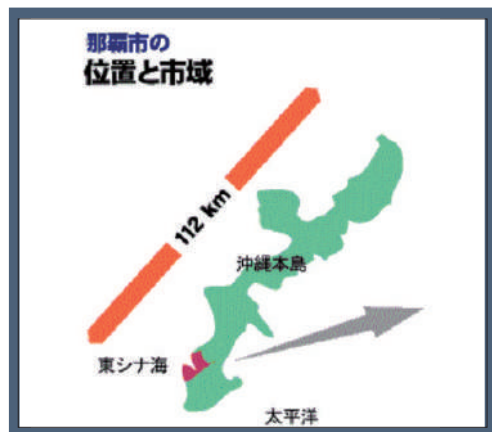 那覇市の
位置と市域
112 km
沖縄本島
東シナ海
太平洋